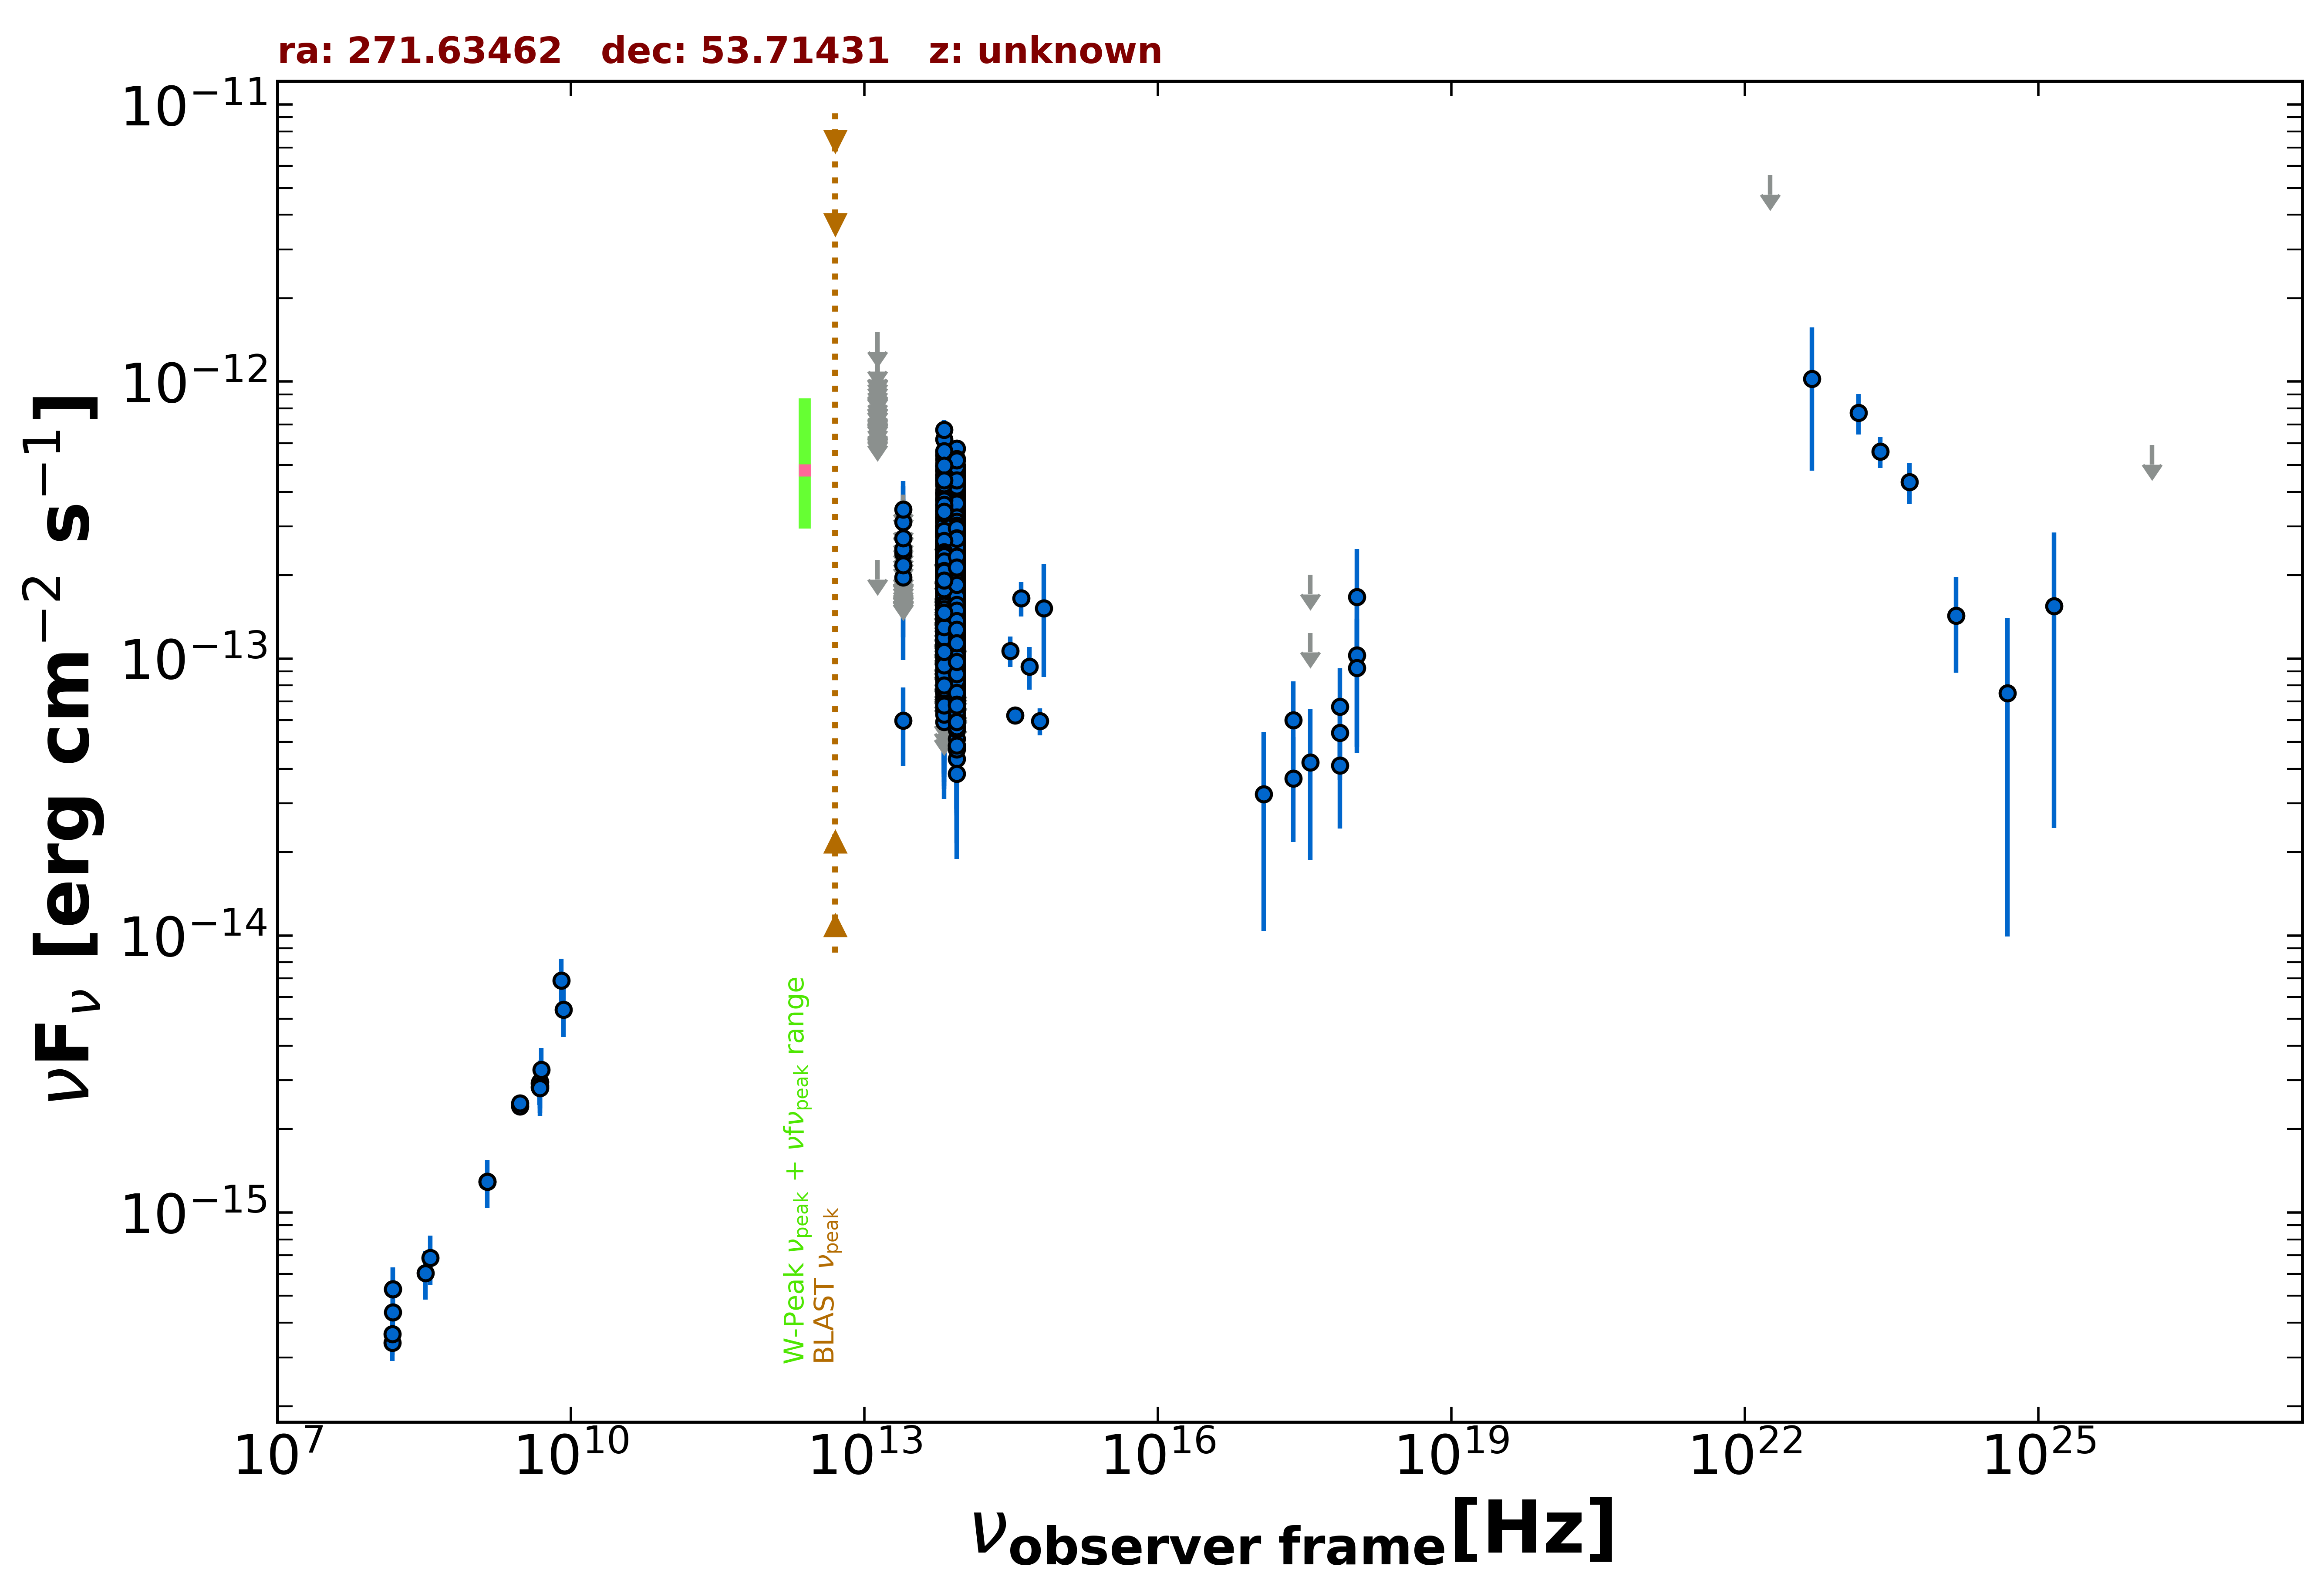 ra: 271.63462 dec: 53.71431 z: unknown
10⁻¹¹
10⁻¹²
10⁻¹³
10⁻¹⁴
10⁻¹⁵
νFν [erg cm⁻² s⁻¹]
W-Peak νpeak + νfνpeak range
BLAST νpeak
10⁷ 10¹⁰ 10¹³ 10¹⁶ 10¹⁹ 10²² 10²⁵
νobserver frame[Hz]